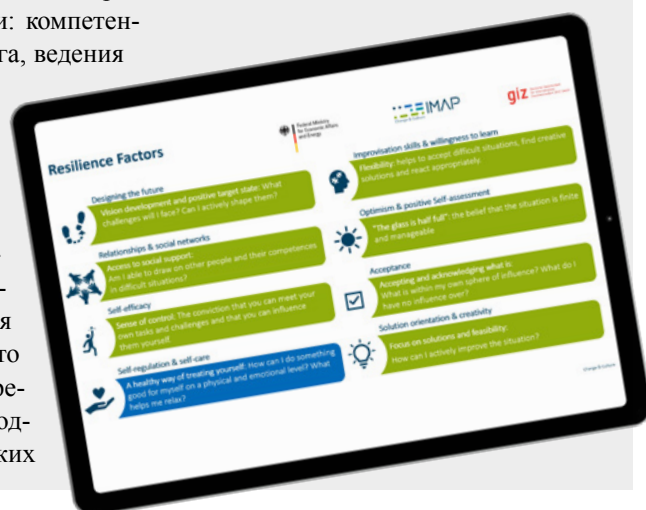 и: компетен-
га, ведения
я
то
ре-
од-
ких
Resilience Factors
Federal Ministry
for Economic Affairs
and Energy
IMAP
Change & Culture
giz
Designing the future
Vision development and positive target state: What
challenges will I face? Can I actively shape them?
Relationships & social networks
Access to social support:
Am I able to draw on other people and their competences
in difficult situations?
Self-efficacy
Sense of control: The conviction that you can meet your
own tasks and challenges and that you can influence
them yourself
Self-regulation & self-care
A healthy way of treating yourself: How can I do something
good for myself on a physical and emotional level? What
helps me relax?
Improvisation skills & willingness to learn
Flexibility: helps to accept difficult situations, find creative
solutions and react appropriately.
Optimism & positive Self-assessment
"The glass is half full": the belief that the situation is finite
and manageable
Acceptance
Accepting and acknowledging what is
What is within my own sphere of influence? What do I
have no influence over?
Solution orientation & creativity
Focus on solutions and feasibility:
How can I actively improve the situation?
Change & Culture